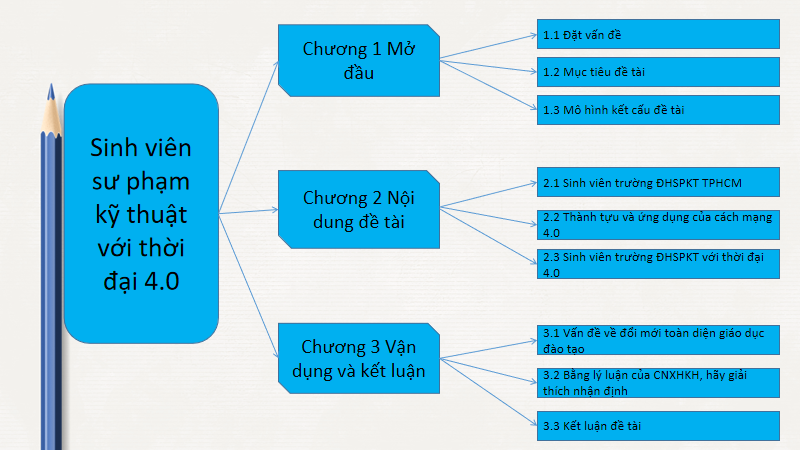 Sinh viên
sư phạm
kỹ thuật
với thời
đại 4.0
Chương 1 Mở
đầu
1.1 Đặt vấn đề
1.2 Mục tiêu đề tài
1.3 Mô hình kết cấu đề tài
Chương 2 Nội
dung đề tài
2.1 Sinh viên trường ĐHSPKT TPHCM
2.2 Thành tựu và ứng dụng của cách mạng
4.0
2.3 Sinh viên trường ĐHSPKT với thời đại
4.0
Chương 3 Vận
dụng và kết luận
3.1 Vấn đề về đổi mới toàn diện giáo dục
đào tạo
3.2 Bằng lý luận của CNXHKH, hãy giải
thích nhận định
3.3 Kết luận đề tài